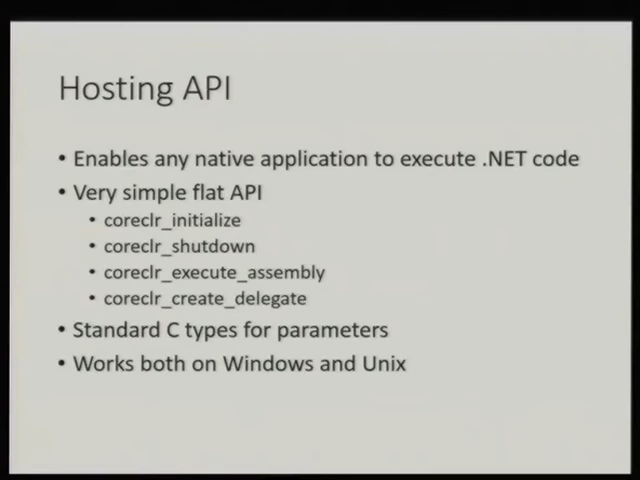 Hosting API
• Enables any native application to execute .NET code
• Very simple flat API
• coreclr_initialize
• coreclr_shutdown
• coreclr_execute_assembly
• coreclr_create_delegate
• Standard C types for parameters
• Works both on Windows and Unix